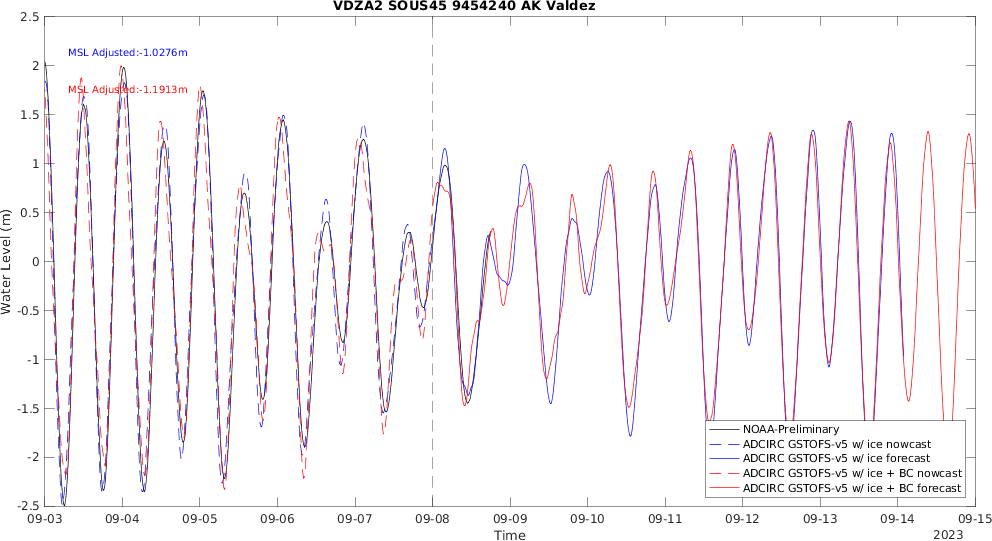 VDZA2 SOUS45 9454240 AK Valdez
MSL Adjusted:-1.0276m
MSL Adjusted:-1.1913m
2.5
2
1.5
1
0.5
0
-0.5
-1
-1.5
-2
-2.5
Water Level (m)
NOAA-Preliminary
ADCIRC GSTOFS-v5 w/ ice nowcast
ADCIRC GSTOFS-v5 w/ ice forecast
ADCIRC GSTOFS-v5 w/ ice + BC nowcast
ADCIRC GSTOFS-v5 w/ ice + BC forecast
09-03 09-04 09-05 09-06 09-07 09-08 09-09 09-10 09-11 09-12 09-13 09-14 09-15
Time
2023